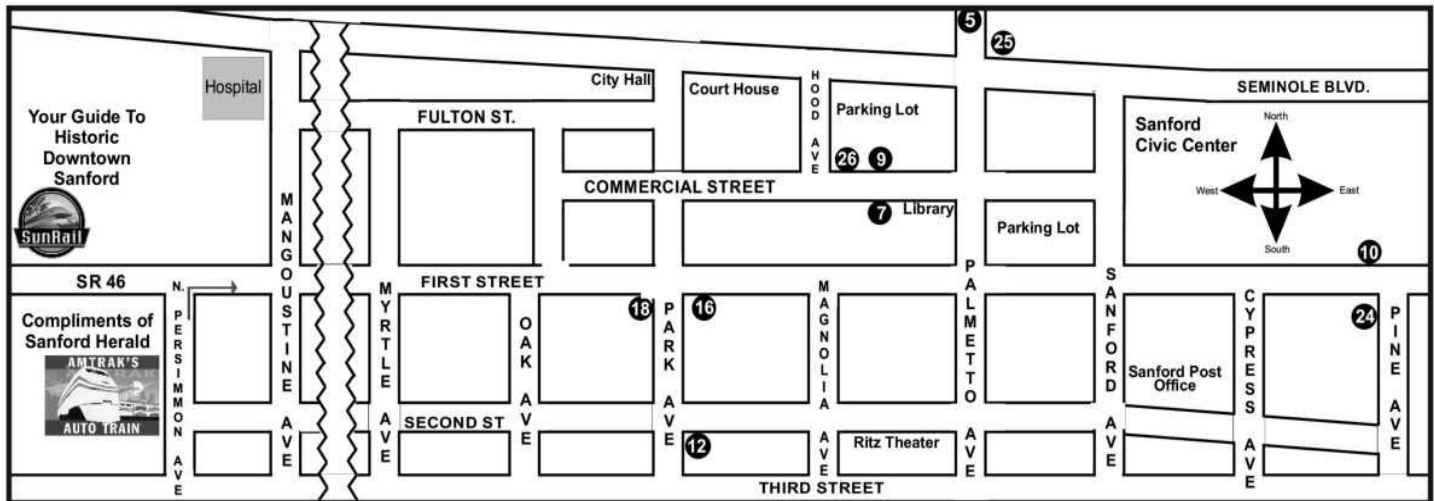 5
25
Hospital
City Hall
Court House
HOOD AVE
Parking Lot
SEMINOLE BLVD.
Your Guide To
Historic
Downtown
Sanford
FULTON ST.
Sanford
Civic Center
North
West
East
South
26
9
COMMERCIAL STREET
7
Library
Parking Lot
SunRail
10
SR 46
N. PERSIMMON AVE
MANGOUSTINE AVE
MYRTLE AVE
FIRST STREET
OAK AVE
18
PARK AVE
16
MAGNOLIA AVE
PALMETTO AVE
SANFORD AVE
CYPRESS AVE
24
PINE AVE
Compliments of
Sanford Herald
AMTRAK'S
AUTO TRAIN
Sanford Post
Office
SECOND ST
12
Ritz Theater
THIRD STREET